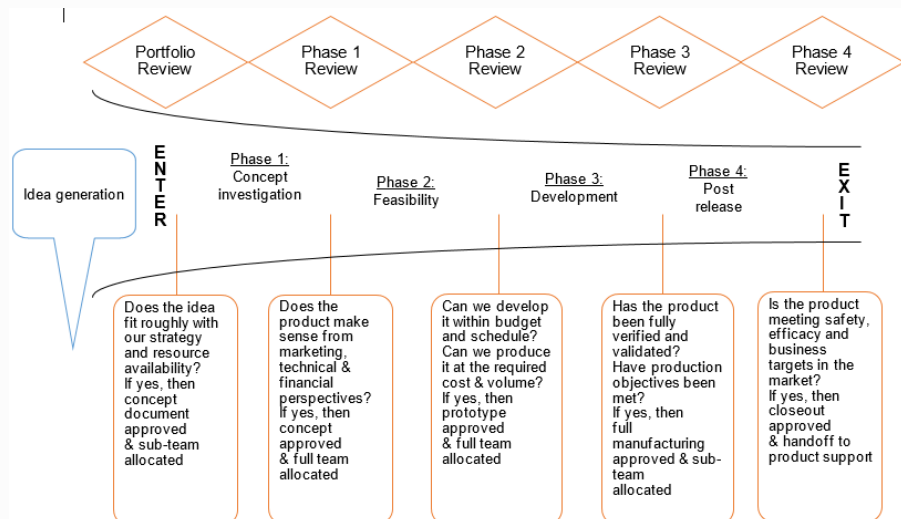 Portfolio
Review
Phase 1
Review
Phase 2
Review
Phase 3
Review
Phase 4
Review
Idea generation
ENTER
Phase 1:
Concept
investigation
Phase 2:
Feasibility
Phase 3:
Development
Phase 4:
Post
release
EXIT
Does the idea
fit roughly with
our strategy
and resource
availability?
If yes, then
concept
document
approved
& sub-team
allocated
Does the
product make
sense from
marketing,
technical &
financial
perspectives?
If yes, then
concept
approved
& full team
allocated
Can we develop
it within budget
and schedule?
Can we produce
it at the required
cost & volume?
If yes, then
prototype
approved
& full team
allocated
Has the product
been fully
verified and
validated?
Have production
objectives been
met?
If yes, then
full
manufacturing
approved & sub-
team
allocated
Is the product
meeting safety,
efficacy and
business
targets in the
market?
If yes, then
closeout
approved
& handoff to
product support